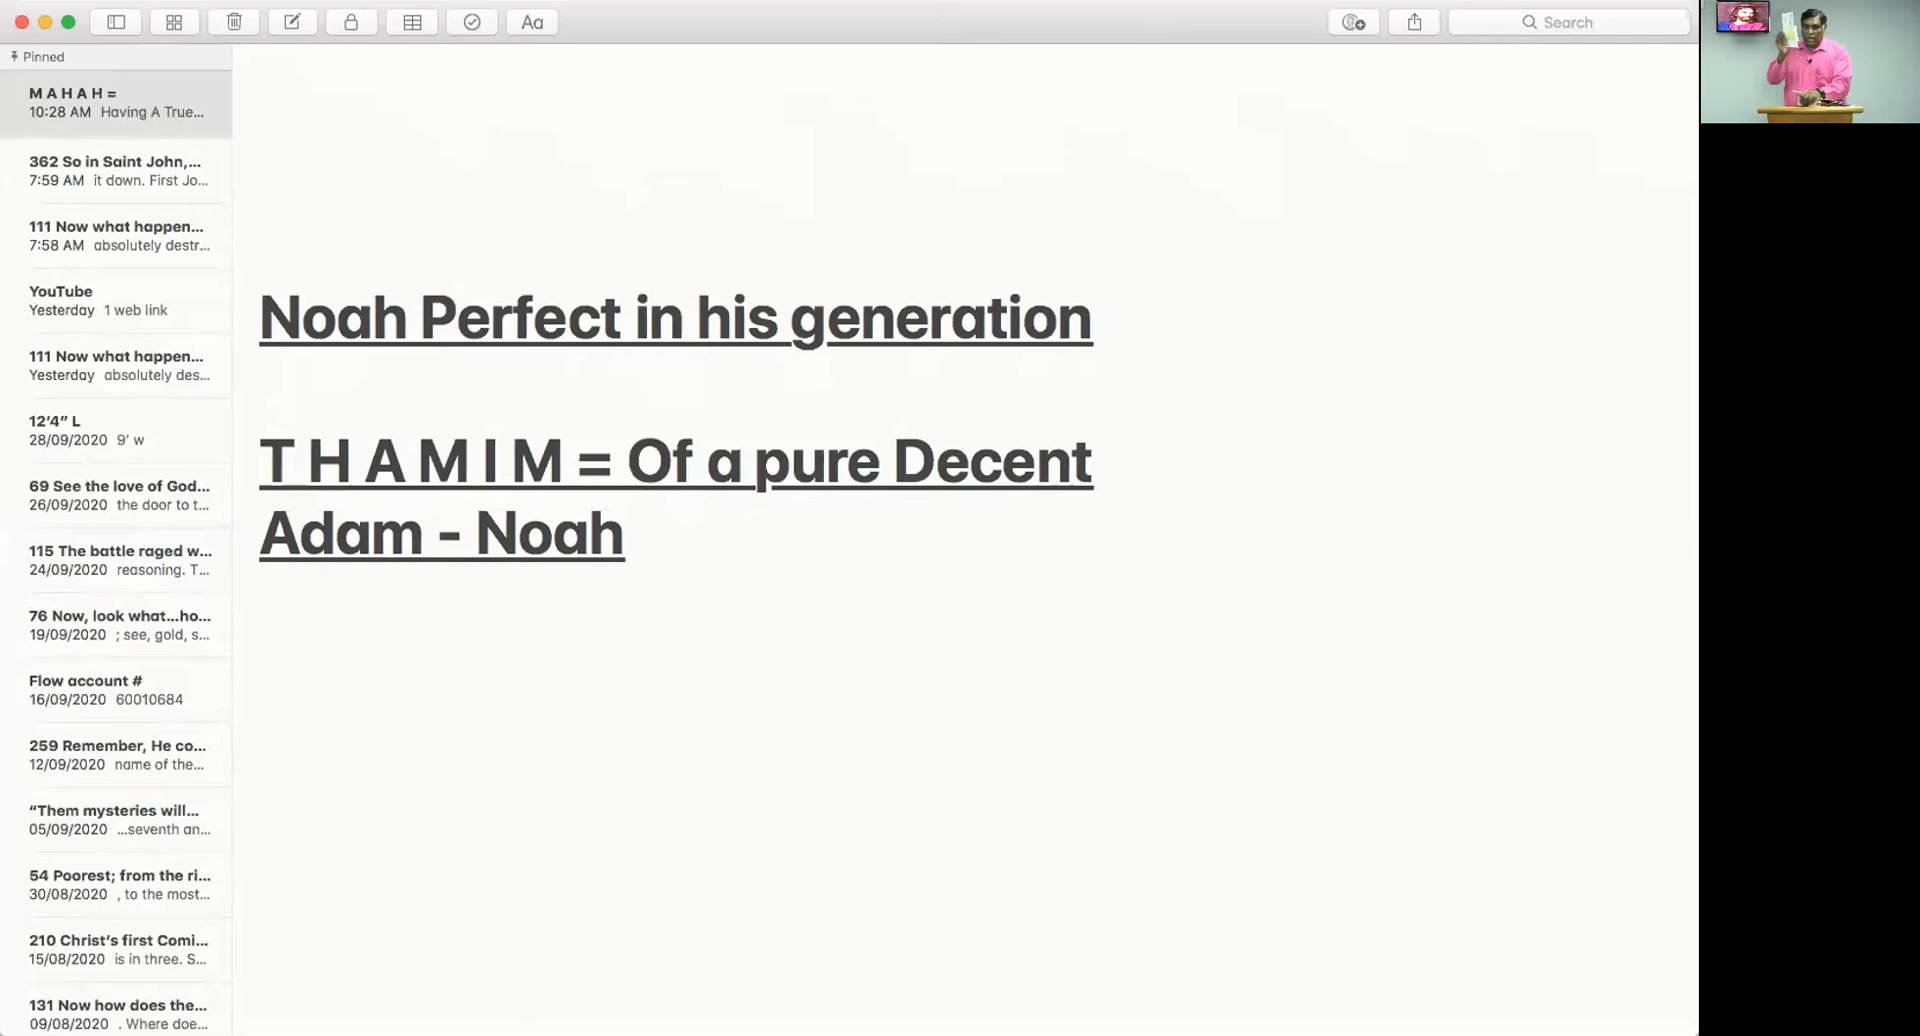 Search
Pinned
M A H A H =
10:28 AM Having A True...
362 So in Saint John,...
7:59 AM it down. First Jo...
111 Now what happen...
7:58 AM absolutely destr...
YouTube
Yesterday 1 web link
111 Now what happen...
Yesterday absolutely des...
12'4" L
28/09/2020 9' w
69 See the love of God...
26/09/2020 the door to t...
115 The battle raged w...
24/09/2020 reasoning. T...
76 Now, look what...ho...
19/09/2020 ; see, gold, s...
Flow account #
16/09/2020 60010684
259 Remember, He co...
12/09/2020 name of the...
“Them mysteries will...
05/09/2020 ...seventh an...
54 Poorest; from the ri...
30/08/2020 , to the most...
210 Christ's first Comi...
15/08/2020 is in three. S...
131 Now how does the...
09/08/2020 . Where doe...
Aa
Noah Perfect in his generation
T H A M I M = Of a pure Decent
Adam - Noah